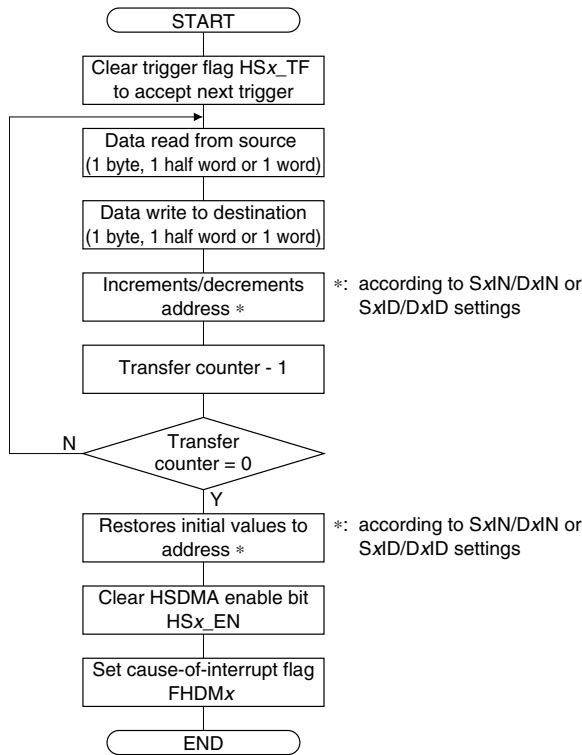 START
Clear trigger flag HSx_TF
to accept next trigger
Data read from source
(1 byte, 1 half word or 1 word)
Data write to destination
(1 byte, 1 half word or 1 word)
Increments/decrements
address *
*: according to SxIN/DxIN or
SxID/DxID settings
Transfer counter - 1
Transfer
counter = 0
N
Y
Restores initial values to
address *
*: according to SxIN/DxIN or
SxID/DxID settings
Clear HSDMA enable bit
HSx_EN
Set cause-of-interrupt flag
FHDMx
END